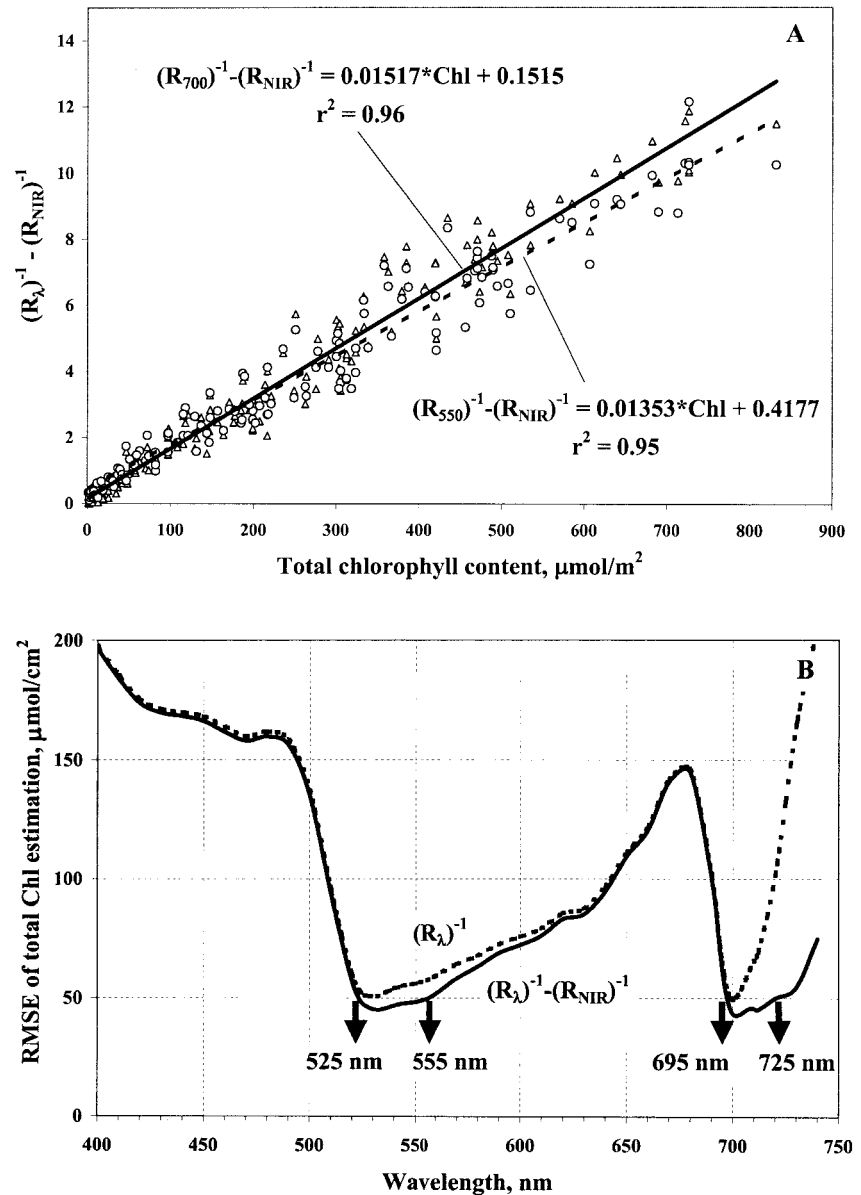 A
14
12
10
8
6
4
2
0
(R700)⁻¹-(RNIR)⁻¹ = 0.01517*Chl + 0.1515
r² = 0.96
(R550)⁻¹-(RNIR)⁻¹ = 0.01353*Chl + 0.4177
r² = 0.95
(Rλ)⁻¹ - (RNIR)⁻¹
0 100 200 300 400 500 600 700 800 900
Total chlorophyll content, μmol/m²
B
200
150
100
50
0
RMSE of total Chl estimation, μmol/cm²
(Rλ)⁻¹
(Rλ)⁻¹-(RNIR)⁻¹
525 nm 555 nm 695 nm 725 nm
400 450 500 550 600 650 700 750
Wavelength, nm